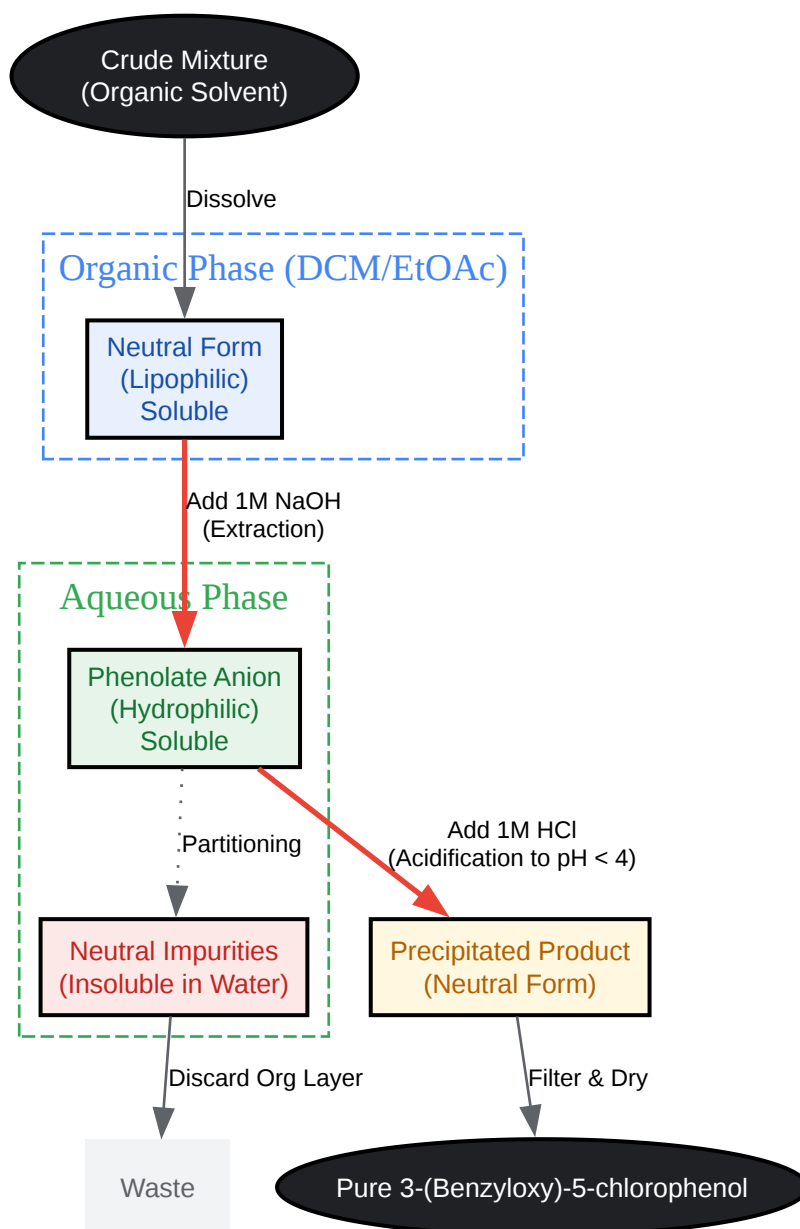 Crude Mixture
(Organic Solvent)
Dissolve
Organic Phase (DCM/EtOAc)
Neutral Form
(Lipophilic)
Soluble
Add 1M NaOH
(Extraction)
Aqueous Phase
Phenolate Anion
(Hydrophilic)
Soluble
Partitioning
Add 1M HCl
(Acidification to pH < 4)
Neutral Impurities
(Insoluble in Water)
Precipitated Product
(Neutral Form)
Discard Org Layer
Filter & Dry
Waste
Pure 3-(Benzyloxy)-5-chlorophenol